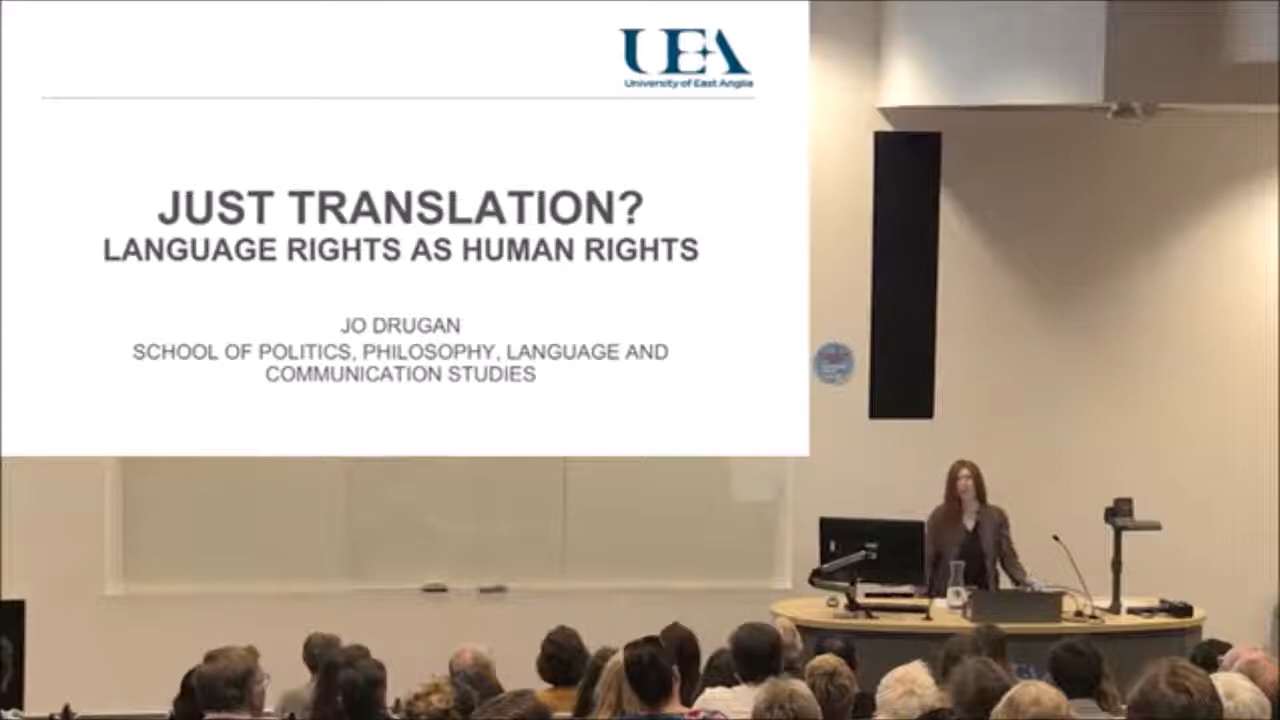 UEA
University of East Anglia
JUST TRANSLATION?
LANGUAGE RIGHTS AS HUMAN RIGHTS
JO DRUGAN
SCHOOL OF POLITICS, PHILOSOPHY, LANGUAGE AND
COMMUNICATION STUDIES
UEA